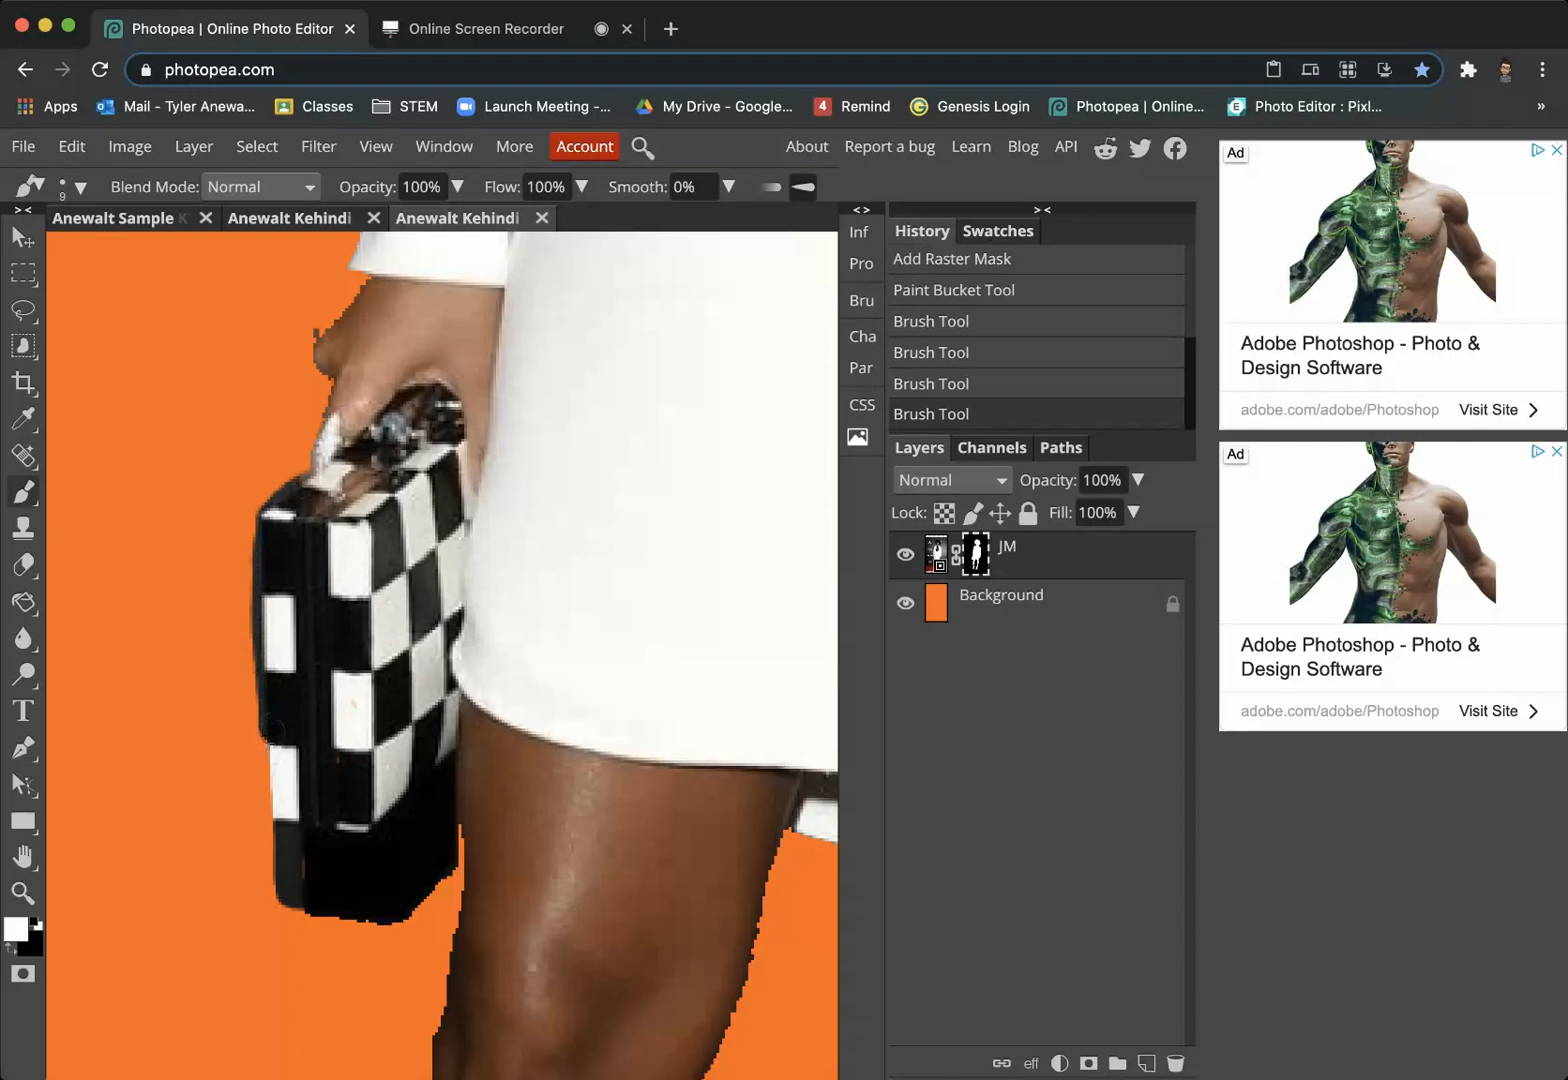 Photopea | Online Photo Editor
Online Screen Recorder
photopea.com
Apps
Mail - Tyler Anewa...
Classes
STEM
Launch Meeting -...
My Drive - Google...
4 Remind
Genesis Login
Photopea | Online...
Photo Editor : Pixl...
»
File Edit Image Layer Select Filter View Window More Account
About Report a bug Learn Blog API
9 Blend Mode: Normal Opacity: 100% Flow: 100% Smooth: 0%
Anewalt Sample
Anewalt Kehindi
Anewalt Kehindi
Inf
Pro
Bru
Cha
Par
CSS
History Swatches
Add Raster Mask
Paint Bucket Tool
Brush Tool
Brush Tool
Brush Tool
Brush Tool
Layers Channels Paths
Normal Opacity: 100%
Lock: Fill: 100%
JM
Background
eff
Ad
Adobe Photoshop - Photo &
Design Software
adobe.com/adobe/Photoshop Visit Site
Ad
Adobe Photoshop - Photo &
Design Software
adobe.com/adobe/Photoshop Visit Site